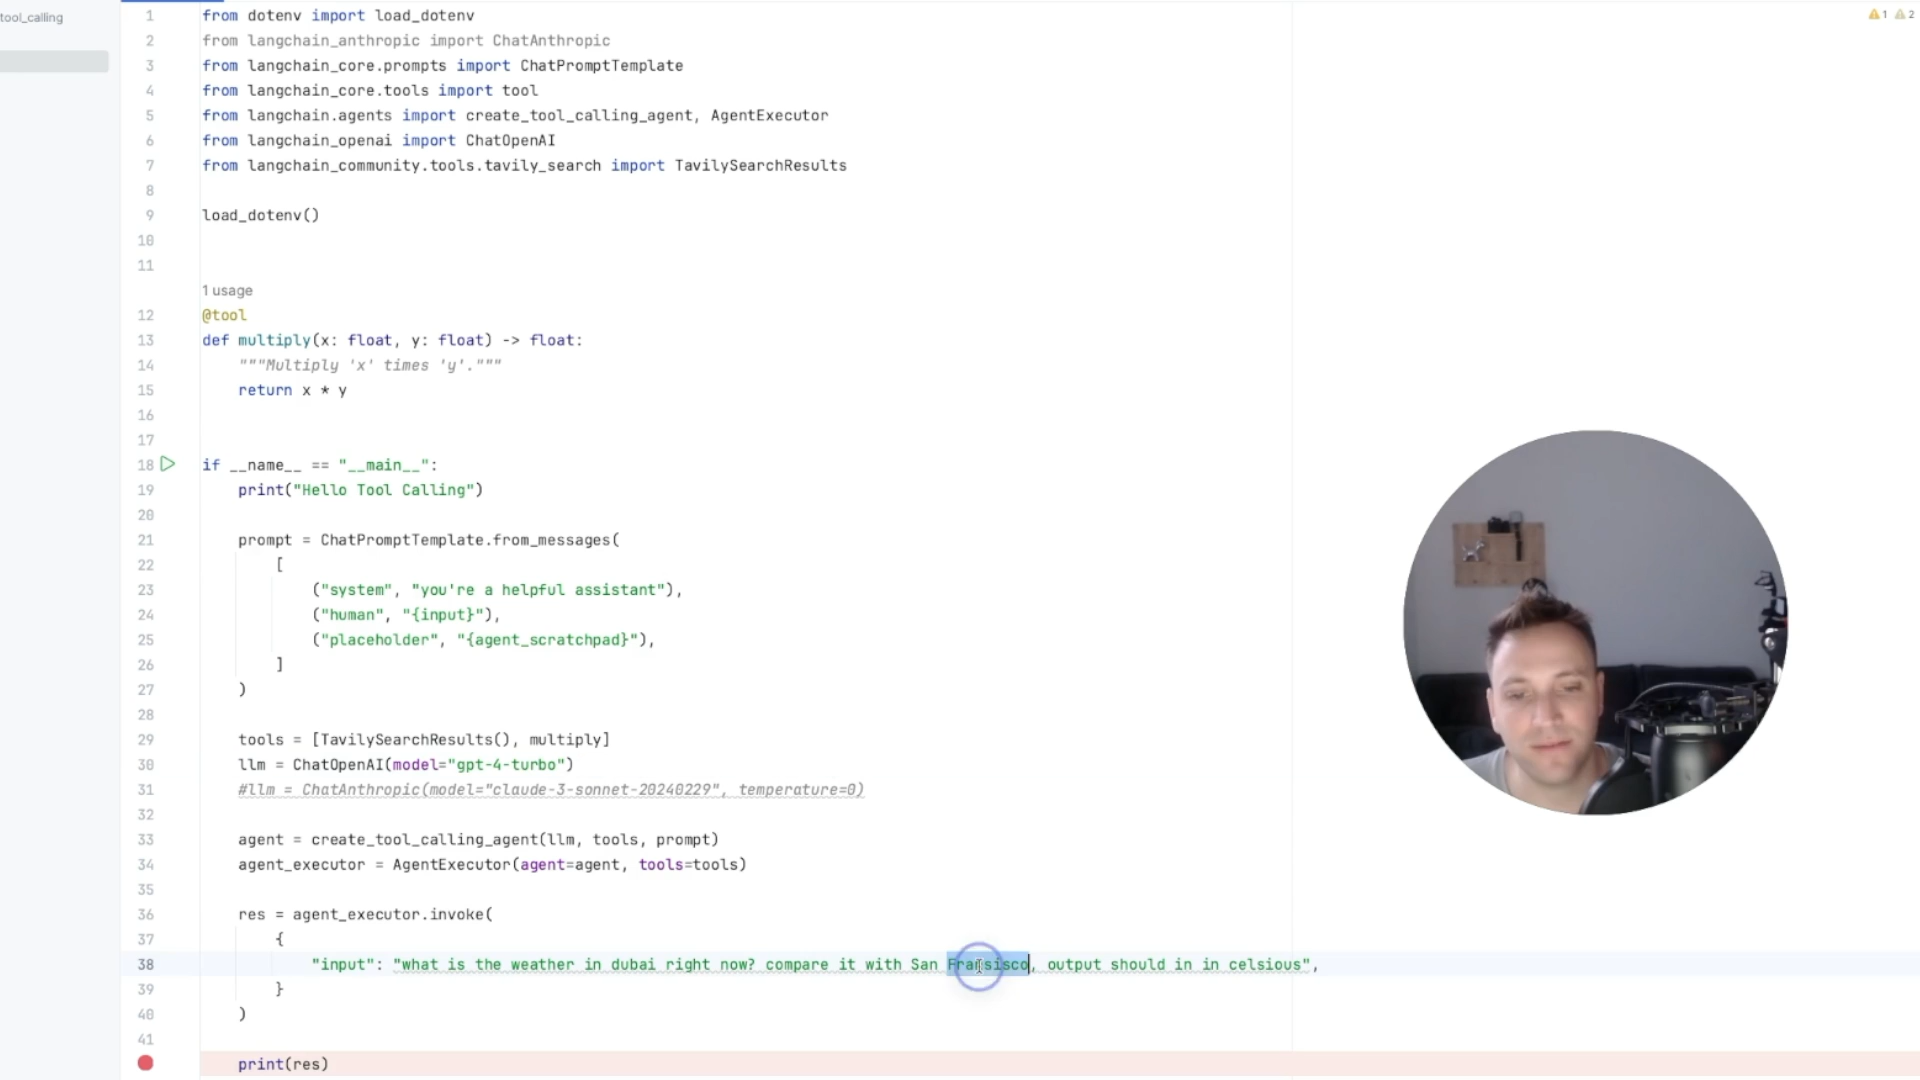 tool_calling
1 from dotenv import load_dotenv
2 from langchain_anthropic import ChatAnthropic
3 from langchain_core.prompts import ChatPromptTemplate
4 from langchain_core.tools import tool
5 from langchain.agents import create_tool_calling_agent, AgentExecutor
6 from langchain_openai import ChatOpenAI
7 from langchain_community.tools.tavily_search import TavilySearchResults
8
9 load_dotenv()
10
11
1 usage
12 @tool
13 def multiply(x: float, y: float) -> float:
14     """Multiply 'x' times 'y'."""
15     return x * y
16
17
18 if __name__ == "__main__":
19     print("Hello Tool Calling")
20
21     prompt = ChatPromptTemplate.from_messages(
22         [
23             ("system", "you're a helpful assistant"),
24             ("human", "{input}"),
25             ("placeholder", "{agent_scratchpad}"),
26         ]
27     )
28
29     tools = [TavilySearchResults(), multiply]
30     llm = ChatOpenAI(model="gpt-4-turbo")
31     #llm = ChatAnthropic(model="claude-3-sonnet-20240229", temperature=0)
32
33     agent = create_tool_calling_agent(llm, tools, prompt)
34     agent_executor = AgentExecutor(agent=agent, tools=tools)
35
36     res = agent_executor.invoke(
37         {
38             "input": "what is the weather in dubai right now? compare it with San Fransisco, output should in in celsious",
39         }
40     )
41
    print(res)
1 2